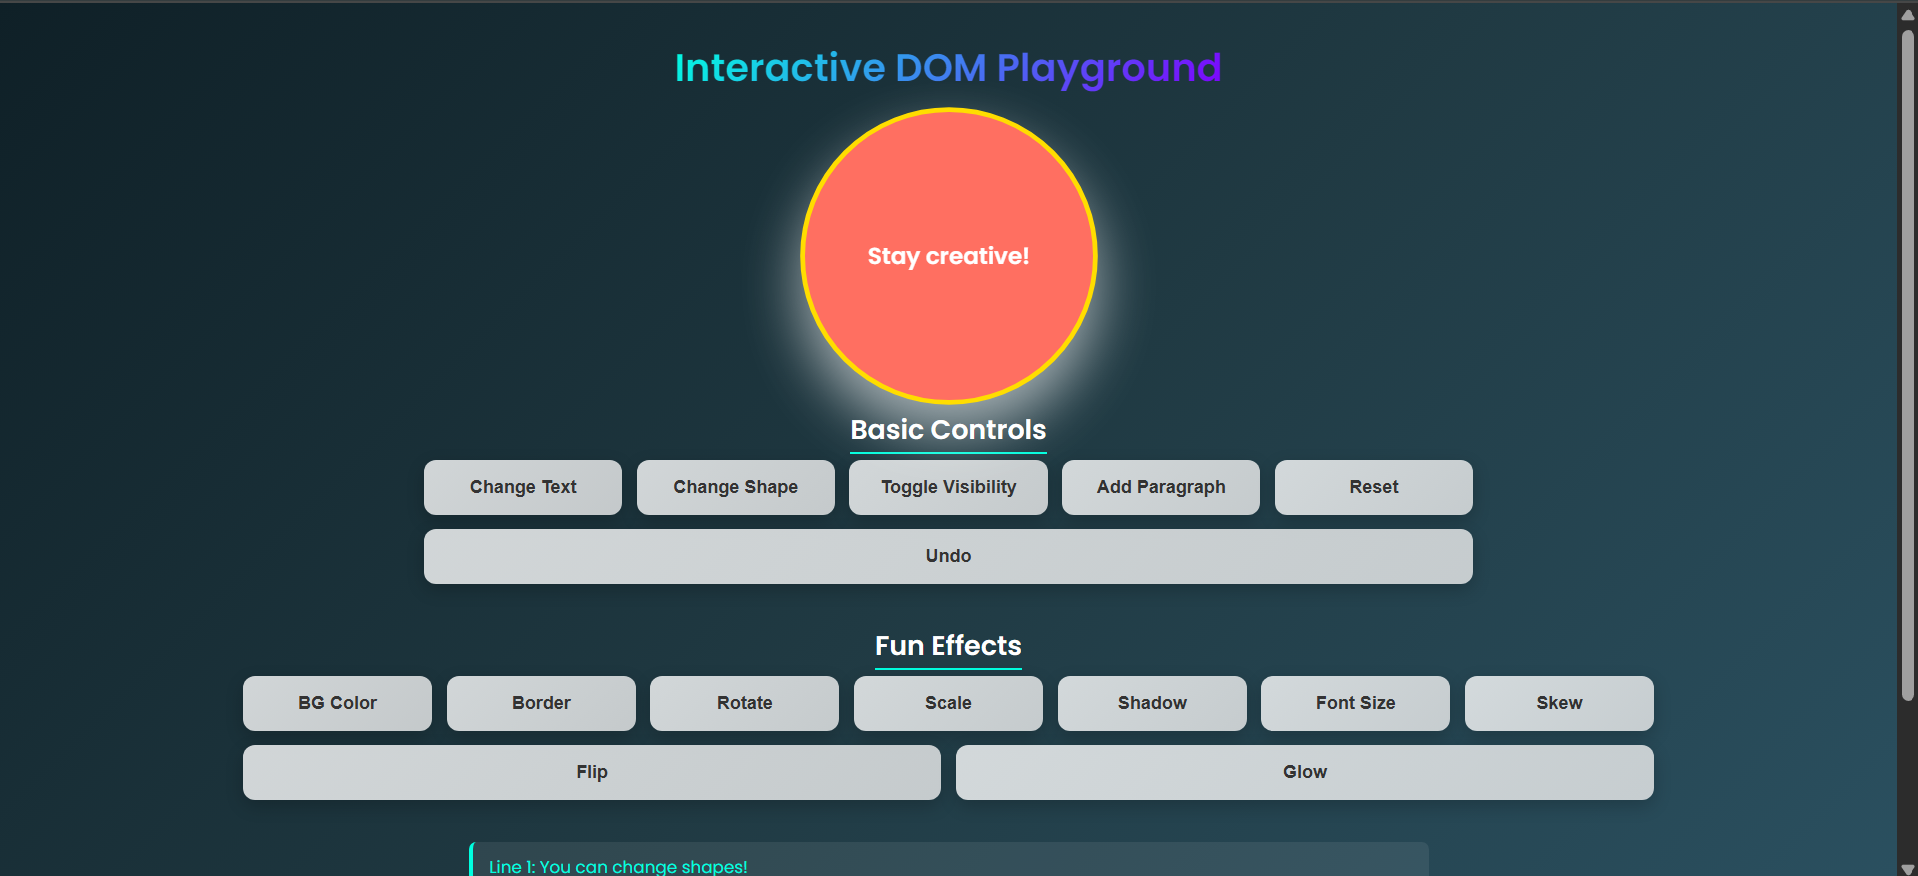 Interactive DOM Playground
Stay creative!
Basic Controls
Change Text
Change Shape
Toggle Visibility
Add Paragraph
Reset
Undo
Fun Effects
BG Color
Border
Rotate
Scale
Shadow
Font Size
Skew
Flip
Glow
Line 1: You can change shapes!